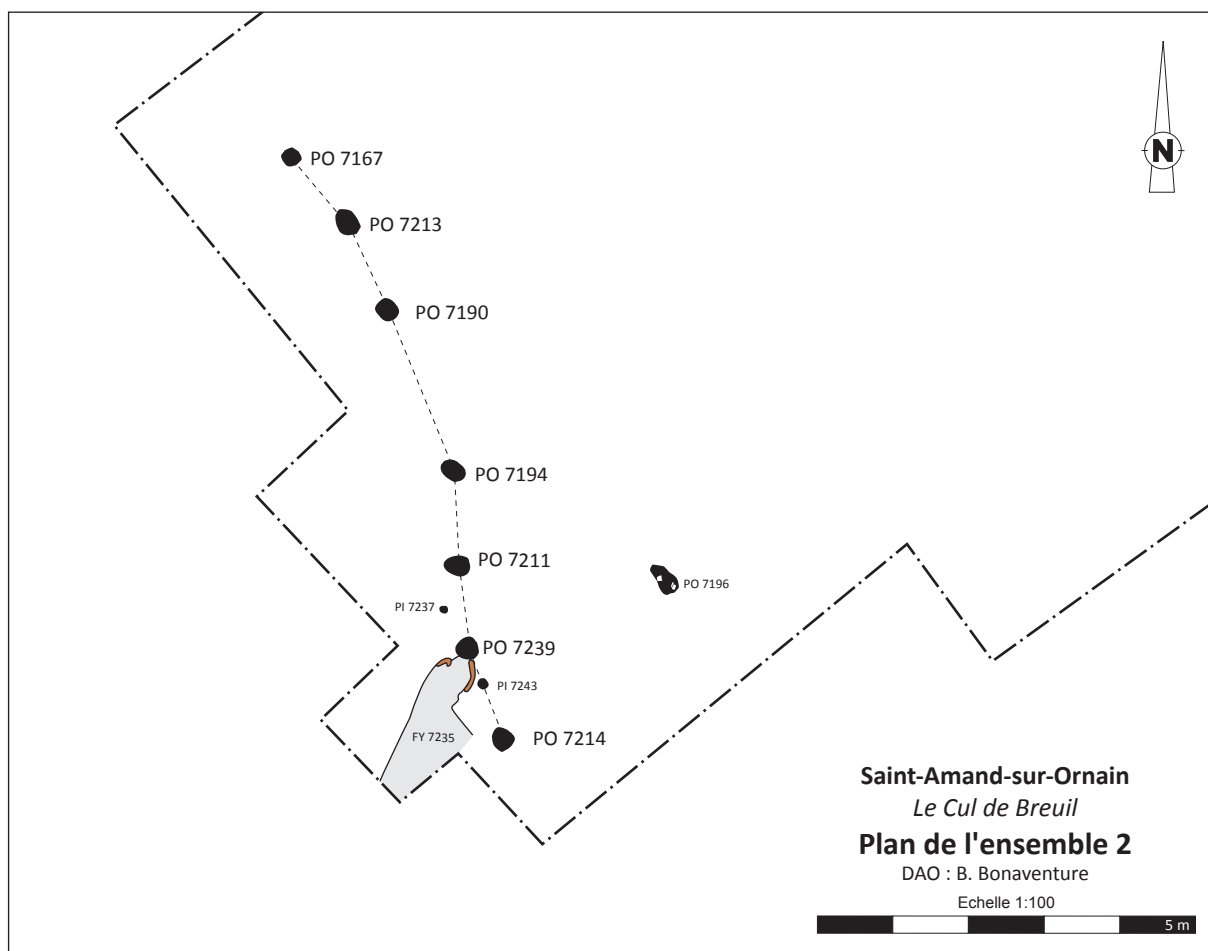 N
PO 7167
PO 7213
PO 7190
PO 7194
PO 7211
PO 7196
PI 7237
PO 7239
PI 7243
FY 7235
PO 7214
Saint-Amand-sur-Ornain
Le Cul de Breuil
Plan de l'ensemble 2
DAO : B. Bonaventure
Echelle 1:100
5 m